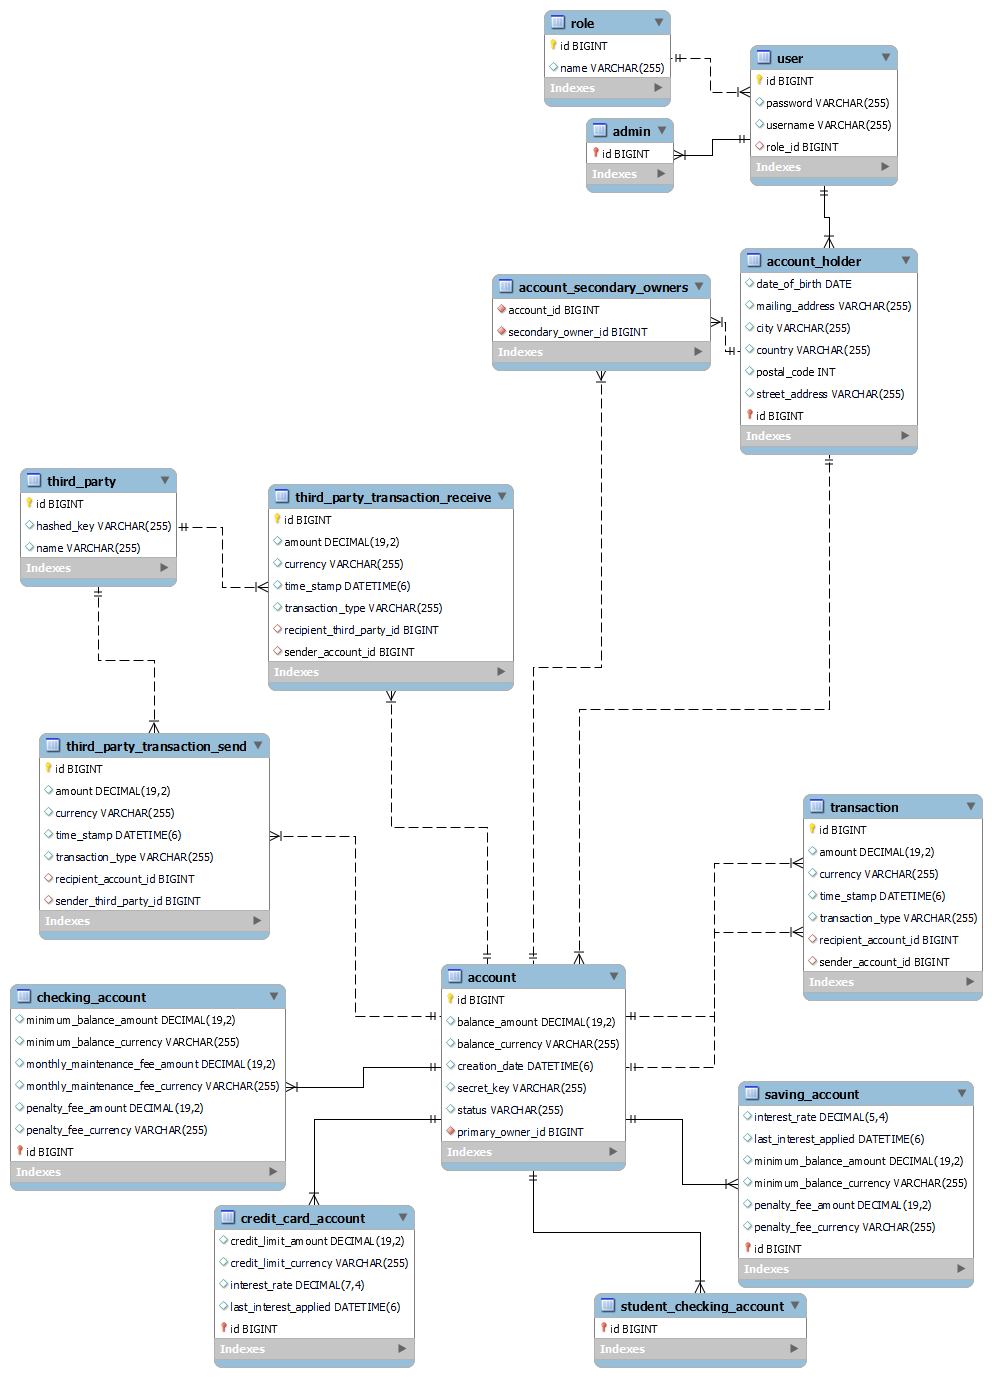 role
id BIGINT
name VARCHAR(255)
Indexes
user
id BIGINT
password VARCHAR(255)
username VARCHAR(255)
role_id BIGINT
Indexes
admin
id BIGINT
Indexes
account_holder
date_of_birth DATE
mailing_address VARCHAR(255)
city VARCHAR(255)
country VARCHAR(255)
postal_code INT
street_address VARCHAR(255)
id BIGINT
Indexes
account_secondary_owners
account_id BIGINT
secondary_owner_id BIGINT
Indexes
third_party
id BIGINT
hashed_key VARCHAR(255)
name VARCHAR(255)
Indexes
third_party_transaction_receive
id BIGINT
amount DECIMAL(19,2)
currency VARCHAR(255)
time_stamp DATETIME(6)
transaction_type VARCHAR(255)
recipient_third_party_id BIGINT
sender_account_id BIGINT
Indexes
third_party_transaction_send
id BIGINT
amount DECIMAL(19,2)
currency VARCHAR(255)
time_stamp DATETIME(6)
transaction_type VARCHAR(255)
recipient_account_id BIGINT
sender_third_party_id BIGINT
Indexes
transaction
id BIGINT
amount DECIMAL(19,2)
currency VARCHAR(255)
time_stamp DATETIME(6)
transaction_type VARCHAR(255)
recipient_account_id BIGINT
sender_account_id BIGINT
Indexes
account
id BIGINT
balance_amount DECIMAL(19,2)
balance_currency VARCHAR(255)
creation_date DATETIME(6)
secret_key VARCHAR(255)
status VARCHAR(255)
primary_owner_id BIGINT
Indexes
checking_account
minimum_balance_amount DECIMAL(19,2)
minimum_balance_currency VARCHAR(255)
monthly_maintenance_fee_amount DECIMAL(19,2)
monthly_maintenance_fee_currency VARCHAR(255)
penalty_fee_amount DECIMAL(19,2)
penalty_fee_currency VARCHAR(255)
id BIGINT
Indexes
saving_account
interest_rate DECIMAL(5,4)
last_interest_applied DATETIME(6)
minimum_balance_amount DECIMAL(19,2)
minimum_balance_currency VARCHAR(255)
penalty_fee_amount DECIMAL(19,2)
penalty_fee_currency VARCHAR(255)
id BIGINT
Indexes
credit_card_account
credit_limit_amount DECIMAL(19,2)
credit_limit_currency VARCHAR(255)
interest_rate DECIMAL(7,4)
last_interest_applied DATETIME(6)
id BIGINT
Indexes
student_checking_account
id BIGINT
Indexes